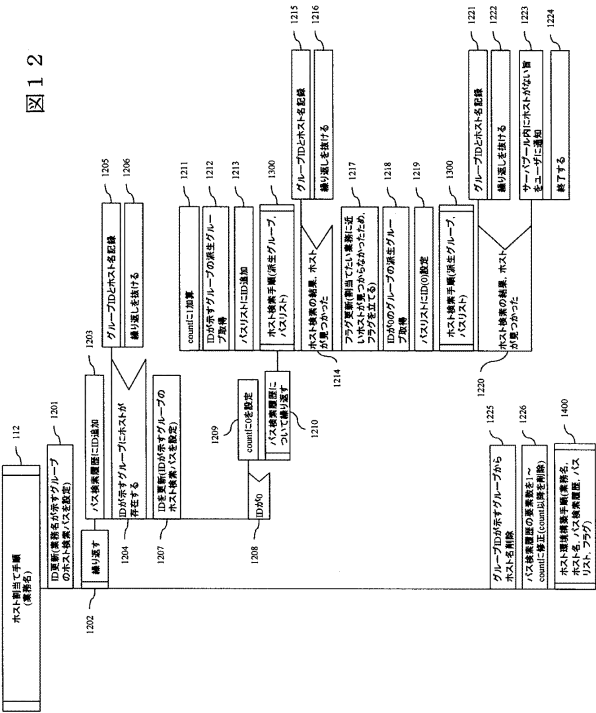 図12
112
ホスト割当て手順
(業務名)
1201
ID更新(業務名が示すグループ
のホスト検索パスを設定)
1202
繰り返す
1203
パス検索履歴にID追加
1204
IDが示すグループにホストが
存在する
1205
グループIDとホスト名記録
1206
繰り返しを抜ける
1207
IDを更新(IDが示すグループの
ホスト検索パスを設定)
1208
IDが0
1209
countに0を設定
1210
パス検索履歴に
ついて繰り返す
1211
countに1加算
1212
IDが示すグループの派生グルー
プ取得
1213
パスリストにID追加
1300
ホスト検索手順(派生グループ,
パスリスト)
1214
ホスト検索の結果、ホスト
が見つかった
1215
グループIDとホスト名記録
1216
繰り返しを抜ける
1217
フラグ更新(割当てたい業務に近
いホストが見つからなかったため,
フラグを立てる)
1218
IDが0のグループの派生グルー
プ取得
1219
パスリストにID(0)設定
1300
ホスト検索手順(派生グループ,
パスリスト)
1220
ホスト検索の結果、ホスト
が見つかった
1221
グループIDとホスト名記録
1222
繰り返しを抜ける
1223
サーバプール内にホストがない旨
をユーザに通知
1224
終了する
1225
グループIDが示すグループから
ホスト名削除
1226
パス検索履歴の要素数を1~
countに修正(count以降を削除)
1400
ホスト環境構築手順(業務名,
ホスト名, パス検索履歴, パス
リスト, フラグ)